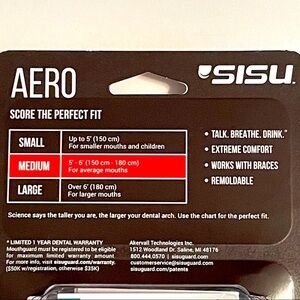 AERO
SISU
SCORE THE PERFECT FIT
SMALL
Up to 5' (150 cm)
For smaller mouths and children
MEDIUM
5' - 6' (150 cm - 180 cm)
For average mouths
LARGE
Over 6' (180 cm)
For larger mouths
• TALK. BREATHE. DRINK.™
• EXTREME COMFORT
• WORKS WITH BRACES
• REMOLDABLE
Science says the taller you are, the larger your dental arch. Use the chart for the perfect fit.
* LIMITED 1 YEAR DENTAL WARRANTY
Mouthguard must be registered to be eligible
for maximum limited warranty amount.
For more info, visit sisuguard.com/warranty.
($50K w/registration, otherwise $35K)
Akervall Technologies Inc.
1512 Woodland Dr. Saline, MI 48176
800.444.0570 | sisuguard.com
customerservice@sisuguard.com
sisuguard.com/patents